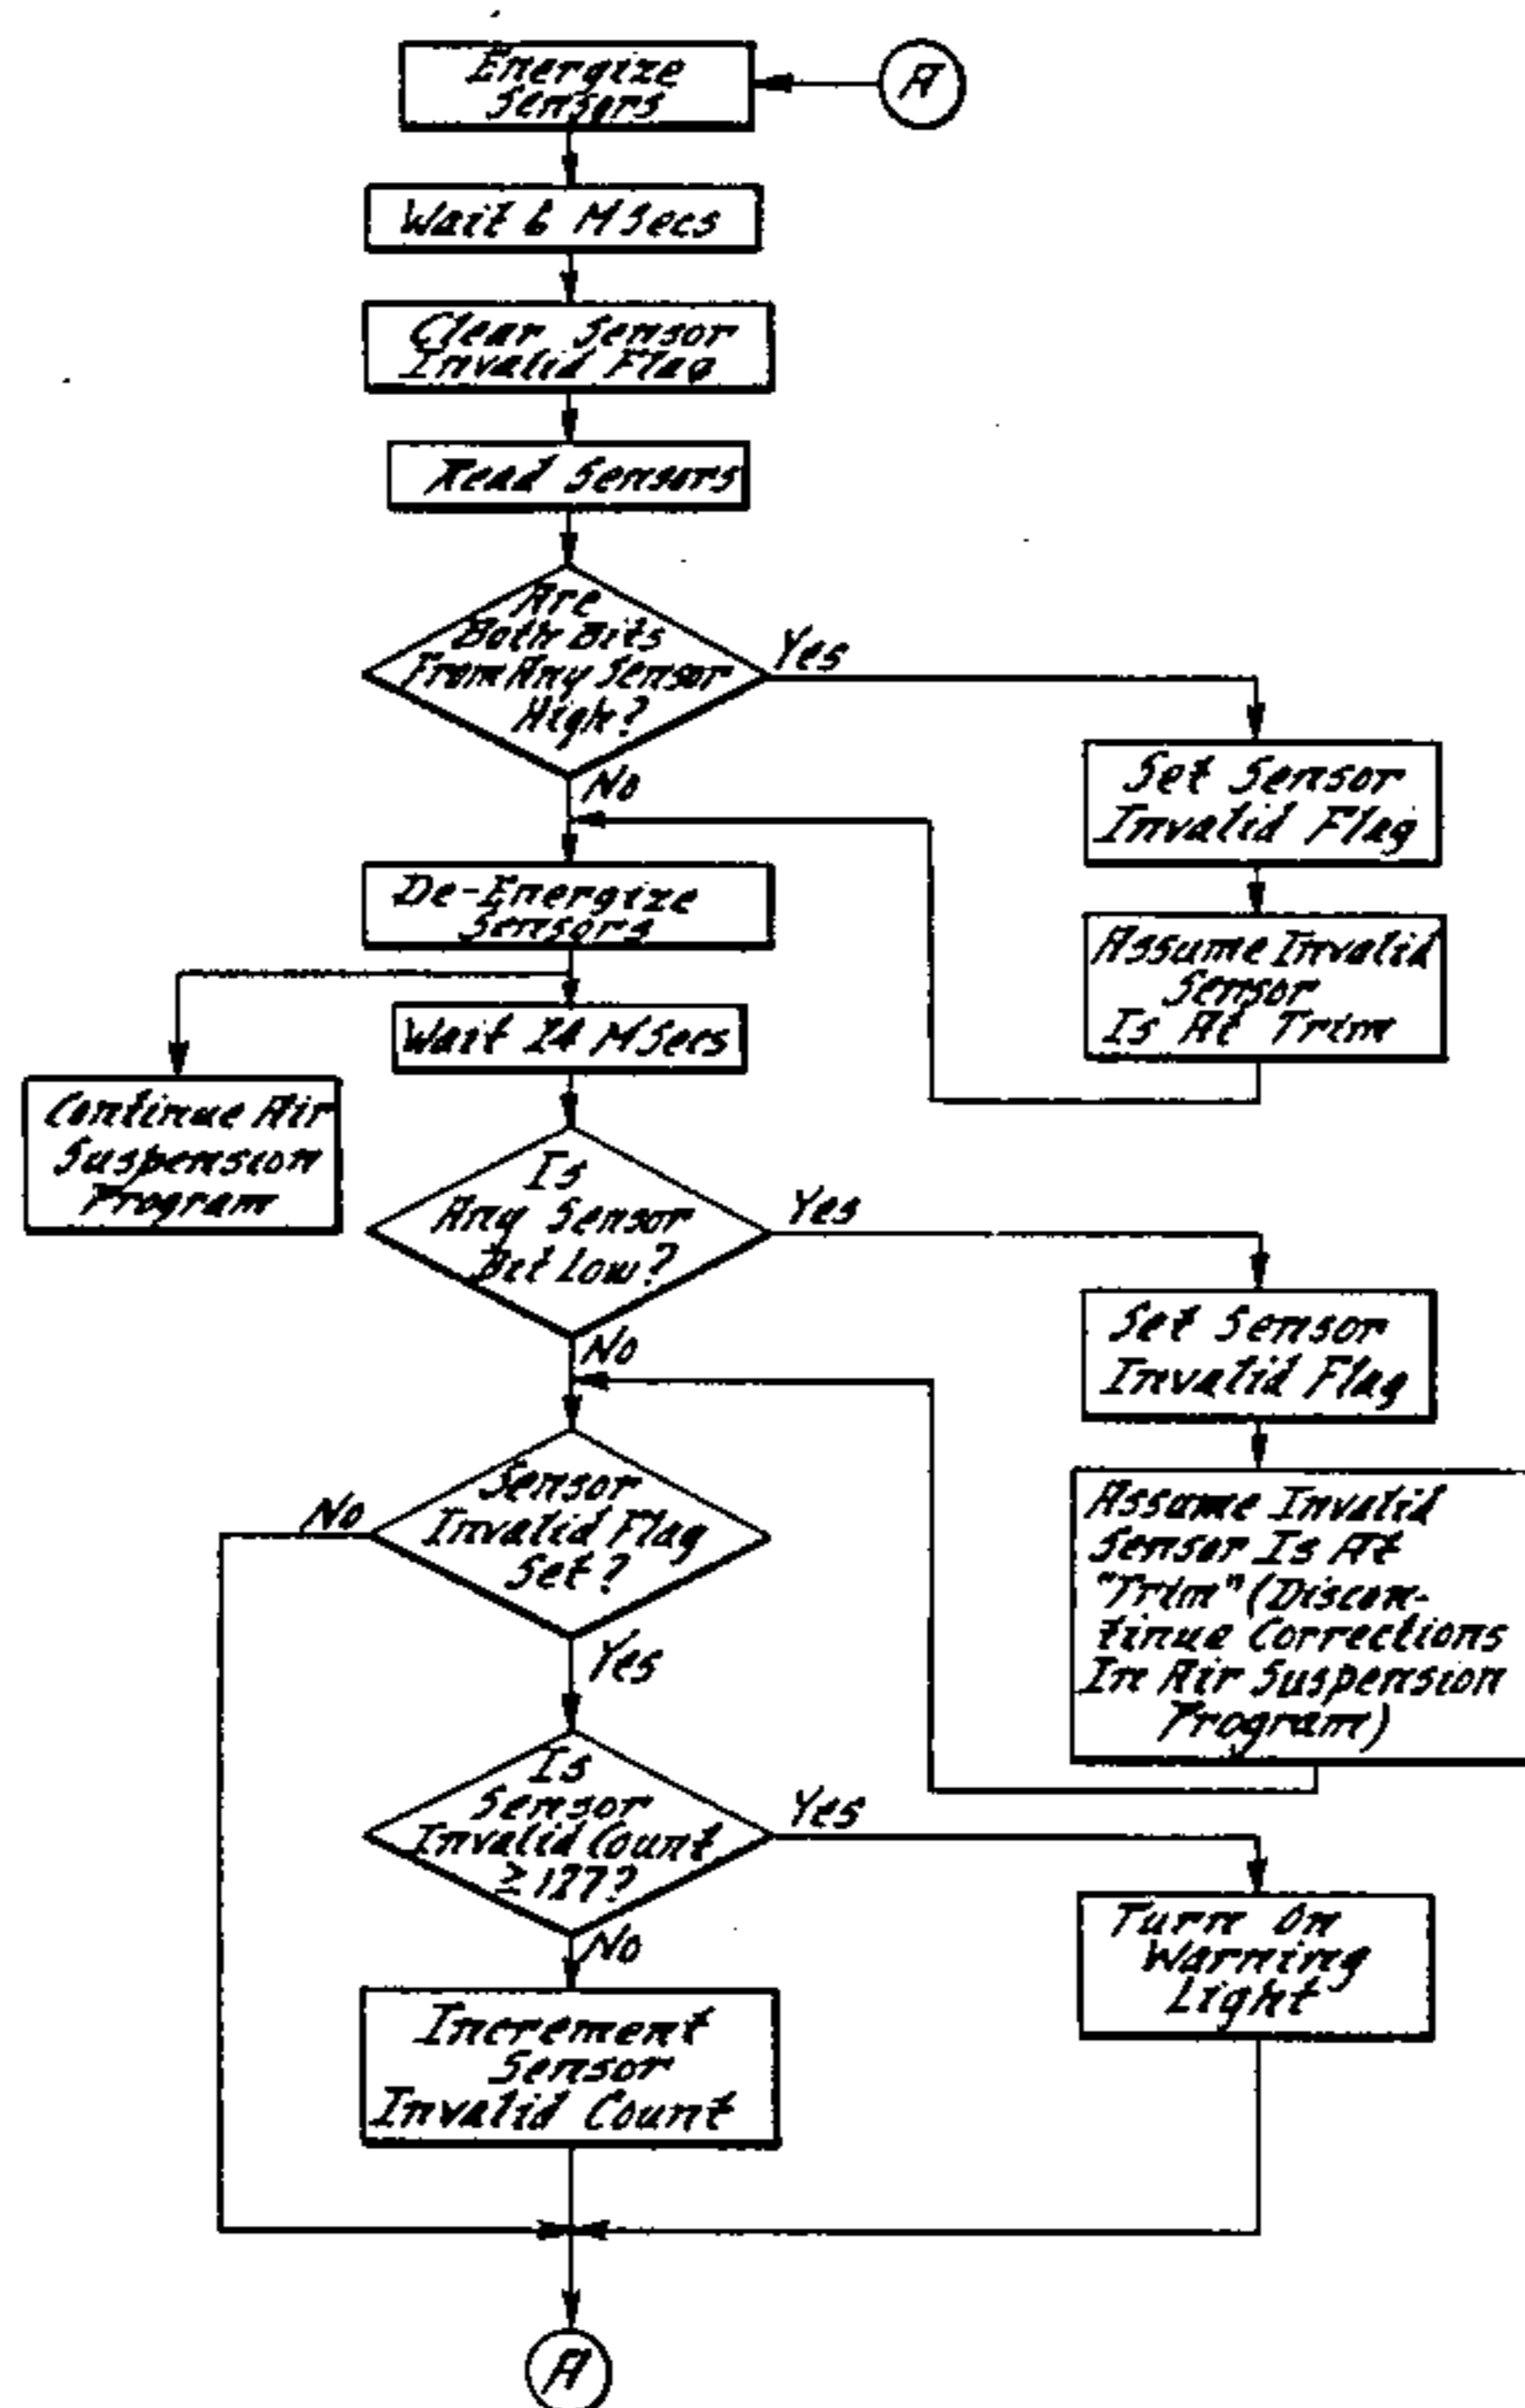 Energize
Sensors
A
Wait 6 MSecs
Clear Sensor
Invalid Flag
Read Sensors
Are
Both Bits
From Any Sensor
High?
Yes
No
Set Sensor
Invalid Flag
Assume Invalid
Sensor
Is At Trim
De-Energize
Sensors
Wait 14 MSecs
Continue Air
Suspension
Program
Is
Any Sensor
Bit Low?
Yes
No
Set Sensor
Invalid Flag
Assume Invalid
Sensor Is At
"Trim" (Discon-
tinue Corrections
In Air Suspension
Program)
Sensor
Invalid Flag
Set?
No
Yes
Is
Sensor
Invalid Count
≥ 127?
Yes
No
Turn On
Warning
Light
Increment
Sensor
Invalid Count
A